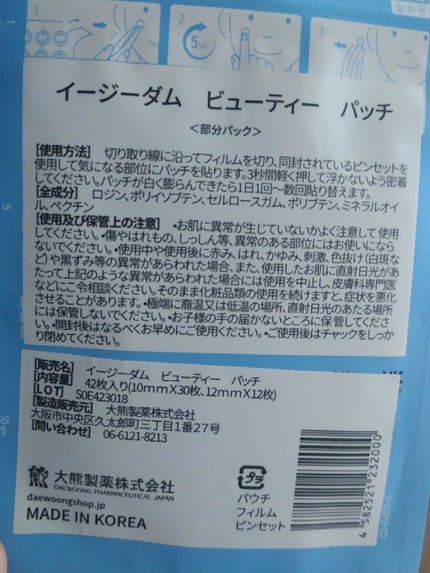 1
2
3
5
イージーダム ビューティー パッチ
<部分パック>
[使用方法] 切り取り線に沿ってフィルムを切り、同封されているピンセットを
使用して気になる部位にパッチを貼ります。3秒間軽く押して浮かないよう密着
してください。パッチが白く膨らんできたら1日1回~数回貼り替えます。
[全成分] ロジン、ポリイソブテン、セルロースガム、ポリブテン、ミネラルオイ
ル、ペクチン
[使用及び保管上の注意] •お肌に異常が生じていないかよく注意して使用
してください。•傷やはれもの、しっしん等、異常のある部位にはお使いになら
ないでください。•使用中や使用後に赤み、はれ、かゆみ、刺激、色抜け(白斑な
ど)や黒ずみ等の異常があらわれた場合、また、使用したお肌に直射日光があ
たって上記のような異常があらわれた場合には使用を中止し、皮膚科専門医
などにご相談ください。そのまま化粧品類の使用を続けますと、症状を悪化
させることがあります。•極端に高温又は低温の場所、直射日光のあたる場所
には保管しないでください。•お子様の手の届かないところに保管してくださ
い。•開封後はなるべくお早めにご使用ください。•ご使用後はチャックをしっか
り閉めてください。
[販売名] イージーダム ビューティー パッチ
[内容量] 42枚入り(10mmX30枚、12mmX12枚)
[LOT] S0E423018
[製造販売元] 大熊製薬株式会社
大阪市中央区久太郎町三丁目1番27号
[問い合わせ] 06-6121-8213
大熊製薬株式会社
DAEWOONG PHARMACEUTICAL JAPAN
daewoongshop.jp
MADE IN KOREA
プラ
パウチ
フィルム
ピンセット
4 582521 232000